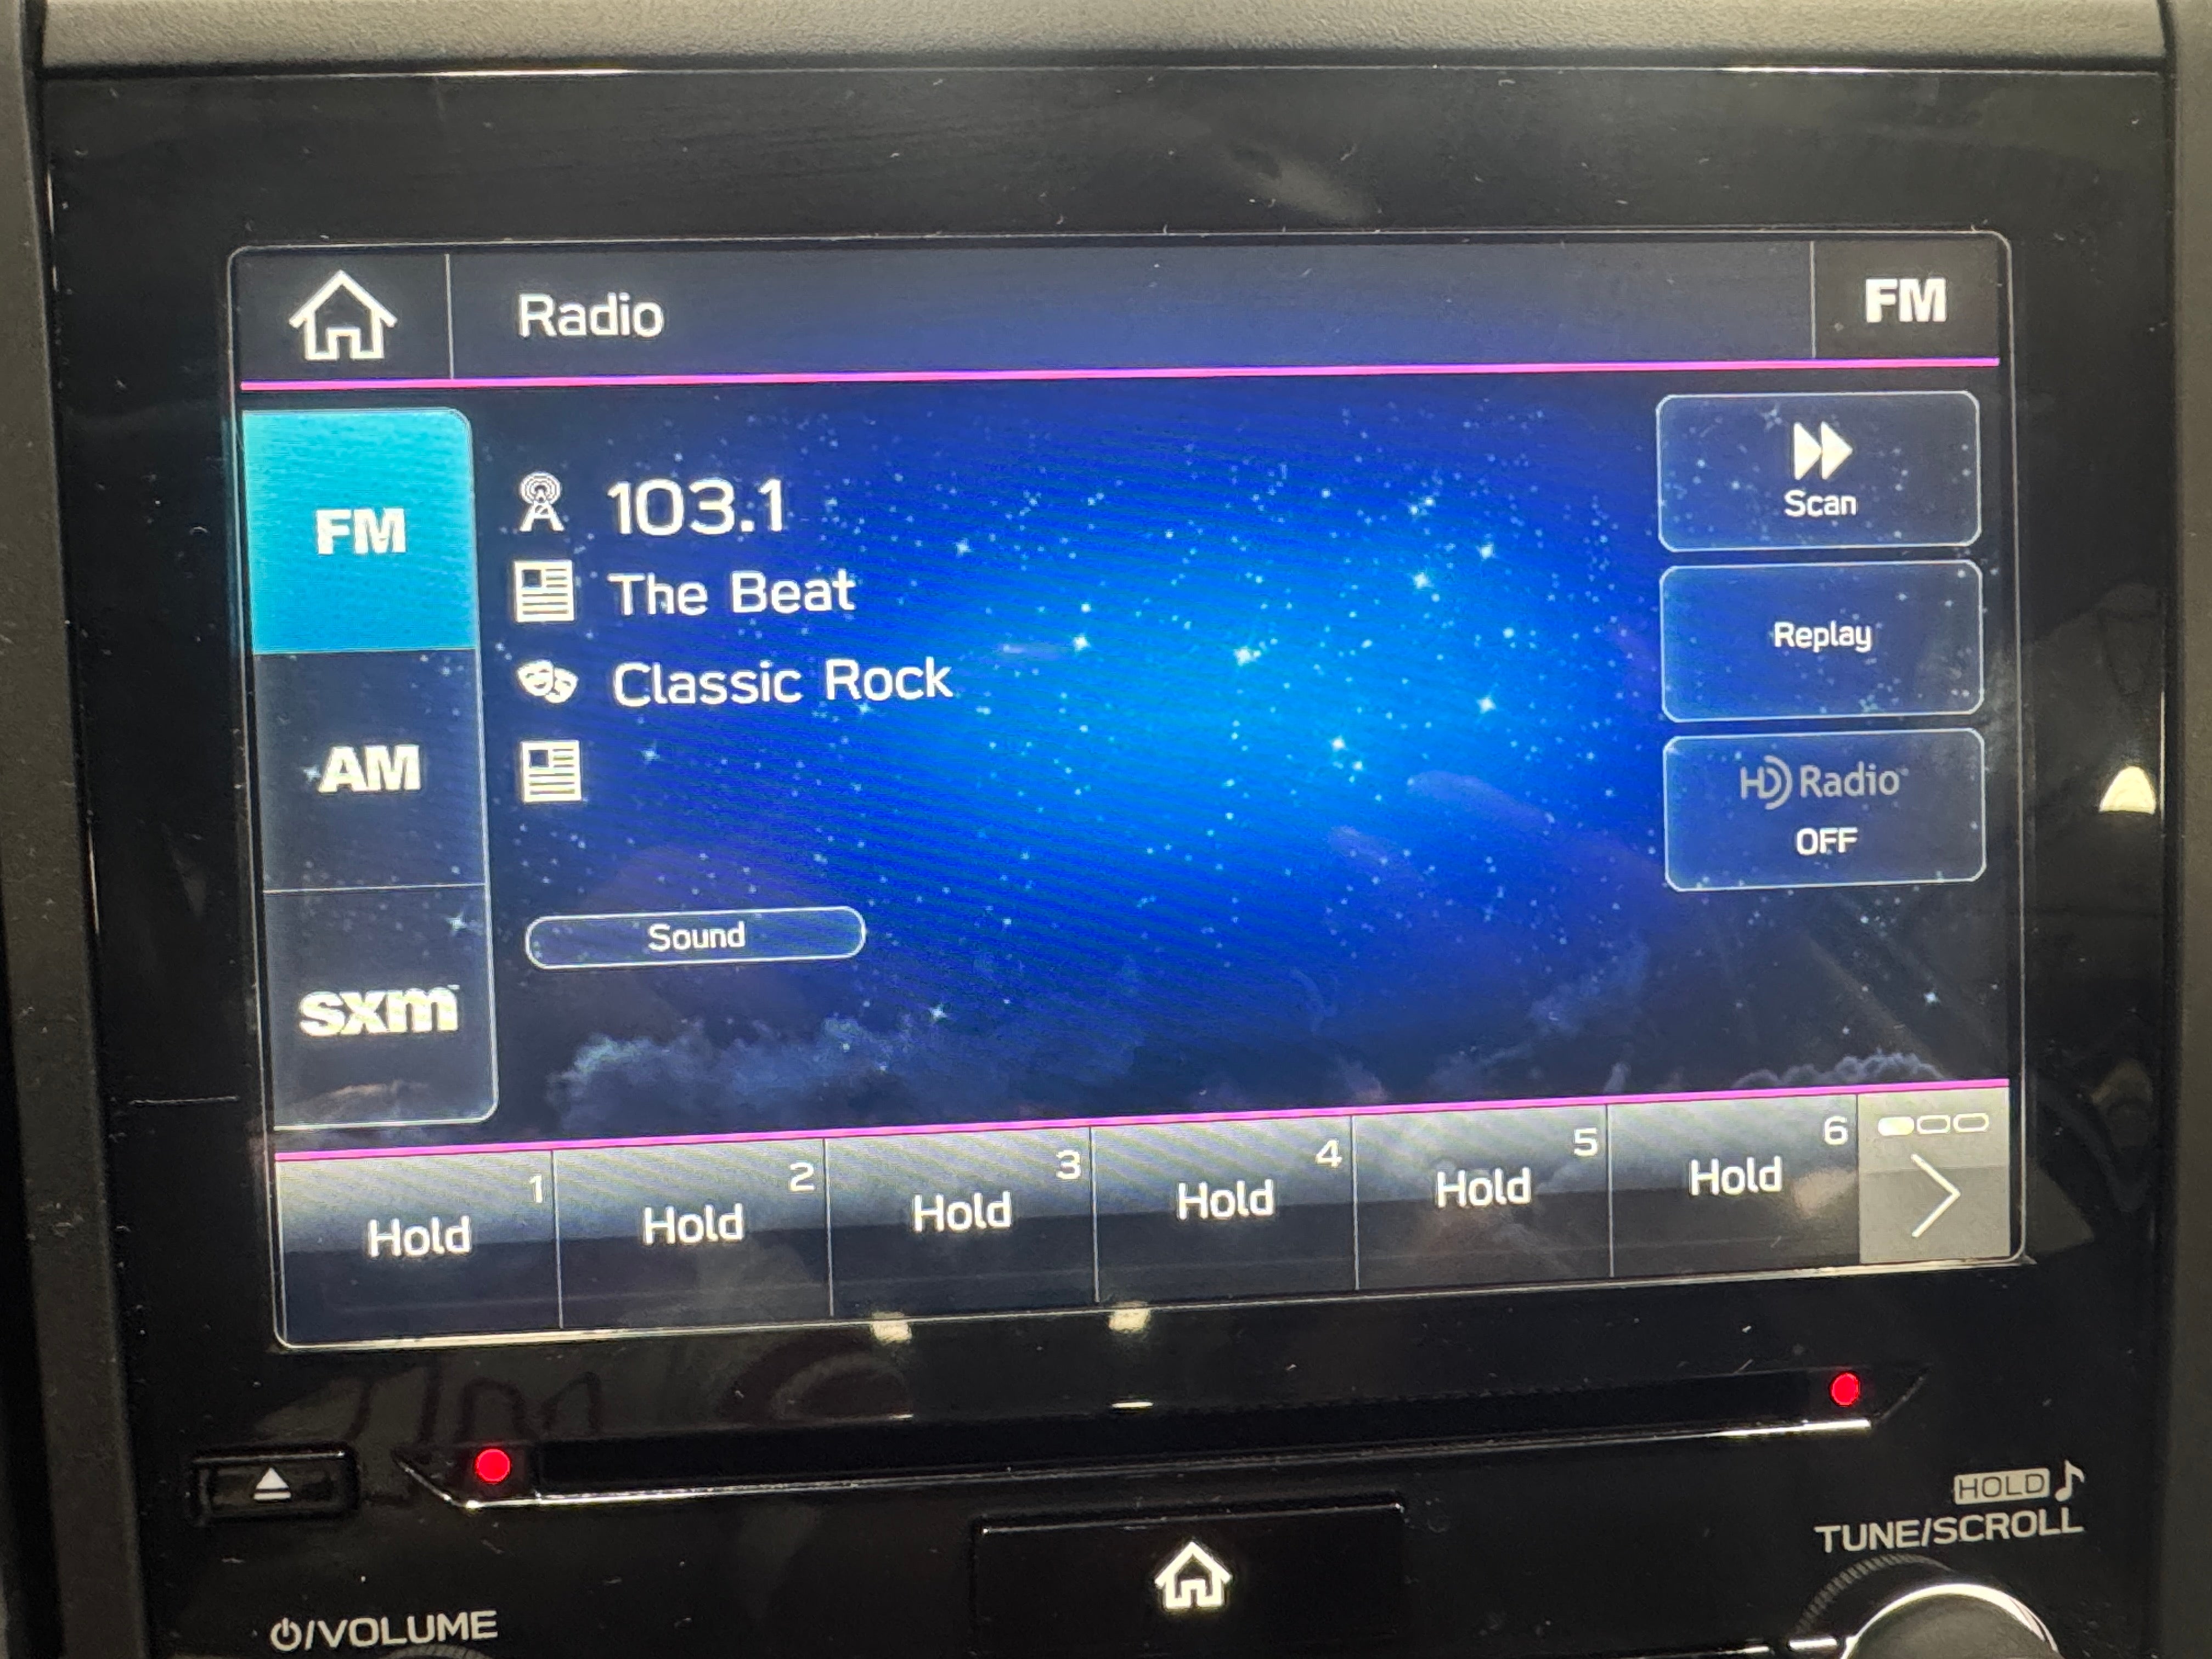 Radio
FM
FM
AM
sxm
103.1
The Beat
Classic Rock
Sound
Scan
Replay
HD Radio
OFF
1
Hold
2
Hold
3
Hold
4
Hold
5
Hold
6
Hold
HOLD
TUNE/SCROLL
/VOLUME